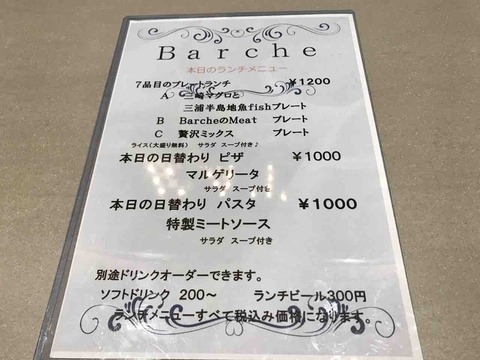 Barche
本日のランチメニュー
7品目のプレートランチ ¥1200
A 三崎マグロと
三浦半島地魚fishプレート
B BarcheのMeat プレート
C 贅沢ミックス プレート
ライス(大盛り無料) サラダ スープ付き♪
本日の日替わり ピザ ¥1000
マルゲリータ
サラダ スープ付き
本日の日替わり パスタ ¥1000
特製ミートソース
サラダ スープ付き
別途ドリンクオーダーできます。
ソフトドリンク 200～ ランチビール300円
ランチメニューすべて税込み価格になります。